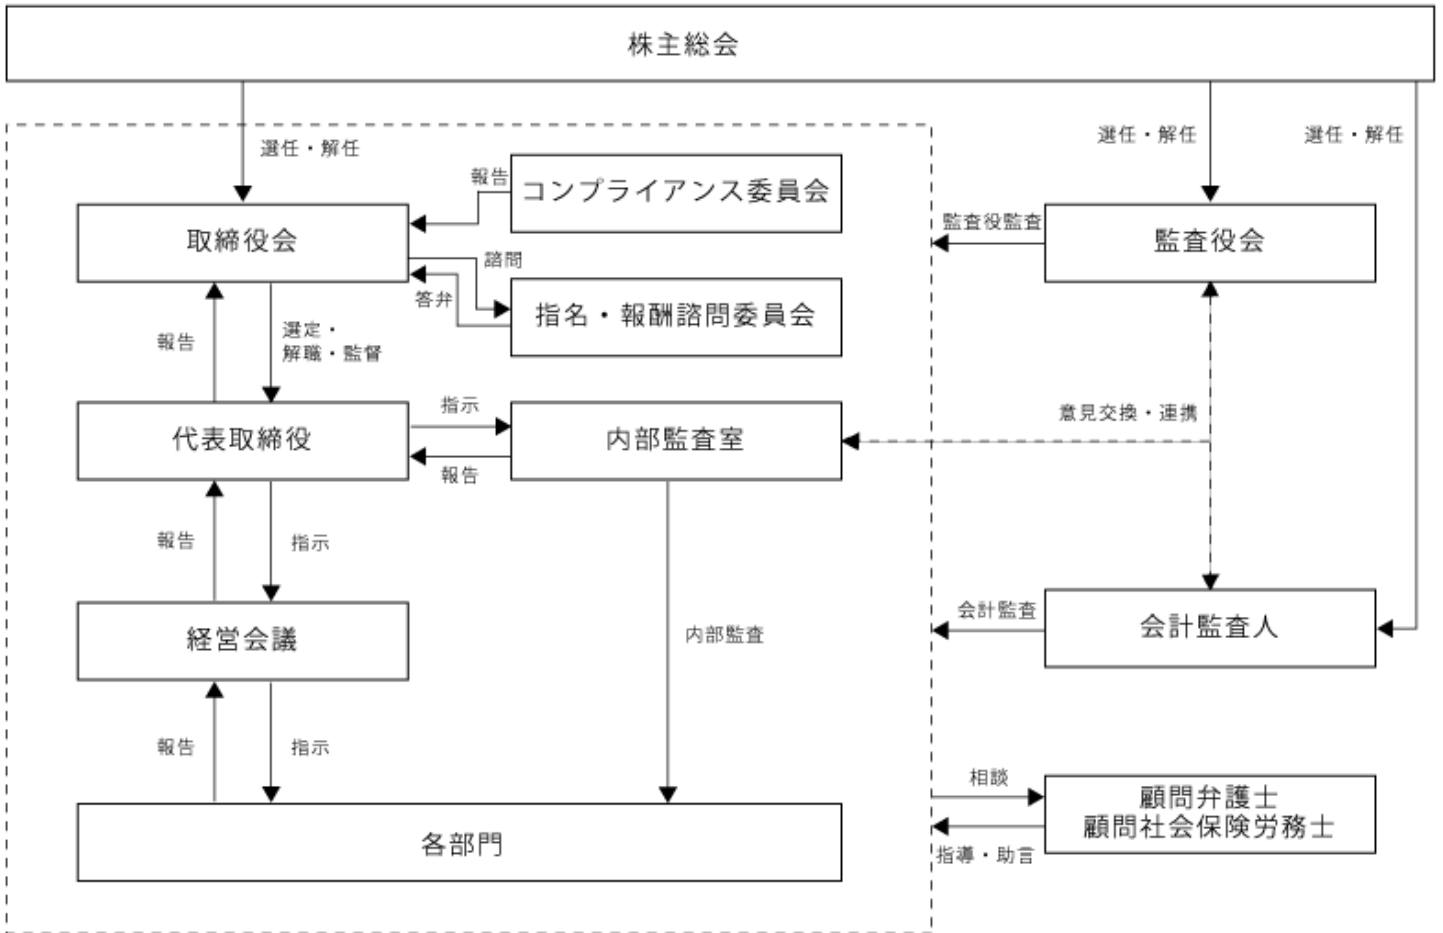 株主総会
選任・解任
選任・解任
選任・解任
報告
コンプライアンス委員会
取締役会
監査役監査
監査役会
諮問
答弁
指名・報酬諮問委員会
報告
選定・
解職・監督
代表取締役
指示
報告
内部監査室
意見交換・連携
報告
指示
経営会議
内部監査
会計監査
会計監査人
報告
指示
各部門
相談
指導・助言
顧問弁護士
顧問社会保険労務士